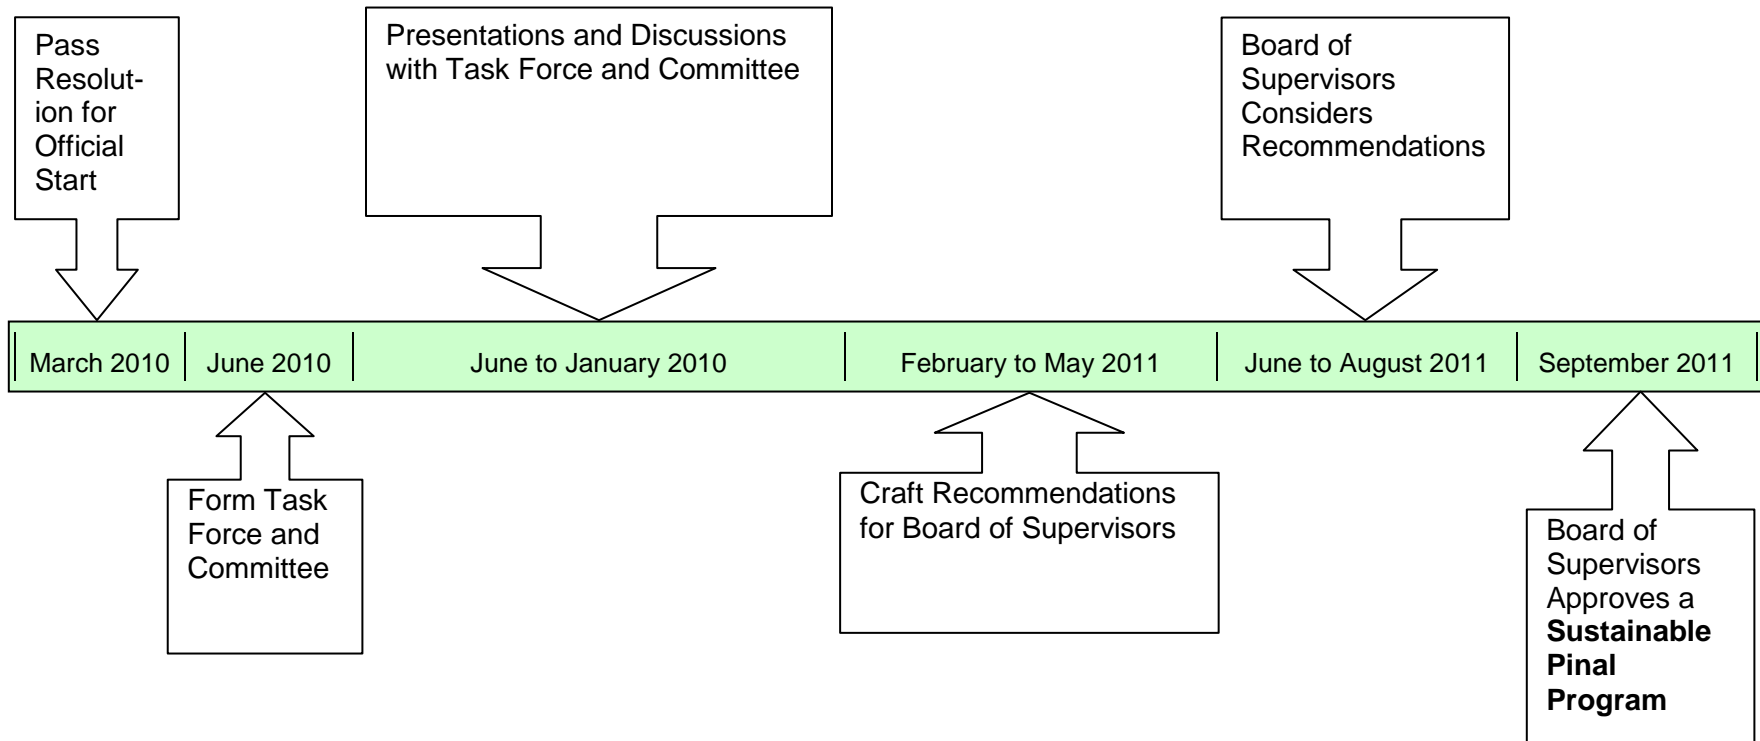 Pass
Resolut-
ion for
Official
Start
Presentations and Discussions
with Task Force and Committee
Board of
Supervisors
Considers
Recommendations
March 2010
June 2010
June to January 2010
February to May 2011
June to August 2011
September 2011
Form Task
Force and
Committee
Craft Recommendations
for Board of Supervisors
Board of
Supervisors
Approves a
Sustainable
Pinal
Program